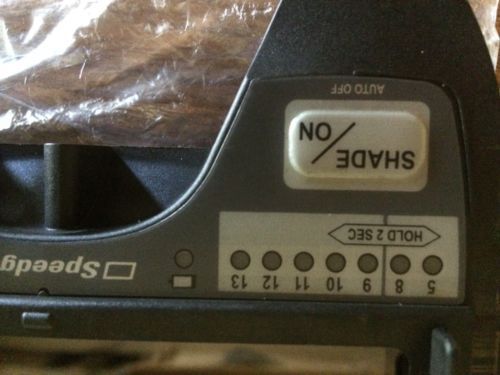 □Speedg
5 8 9 10 11 12 13
HOLD 2 SEC
SHADE/
ON
AUTO OFF